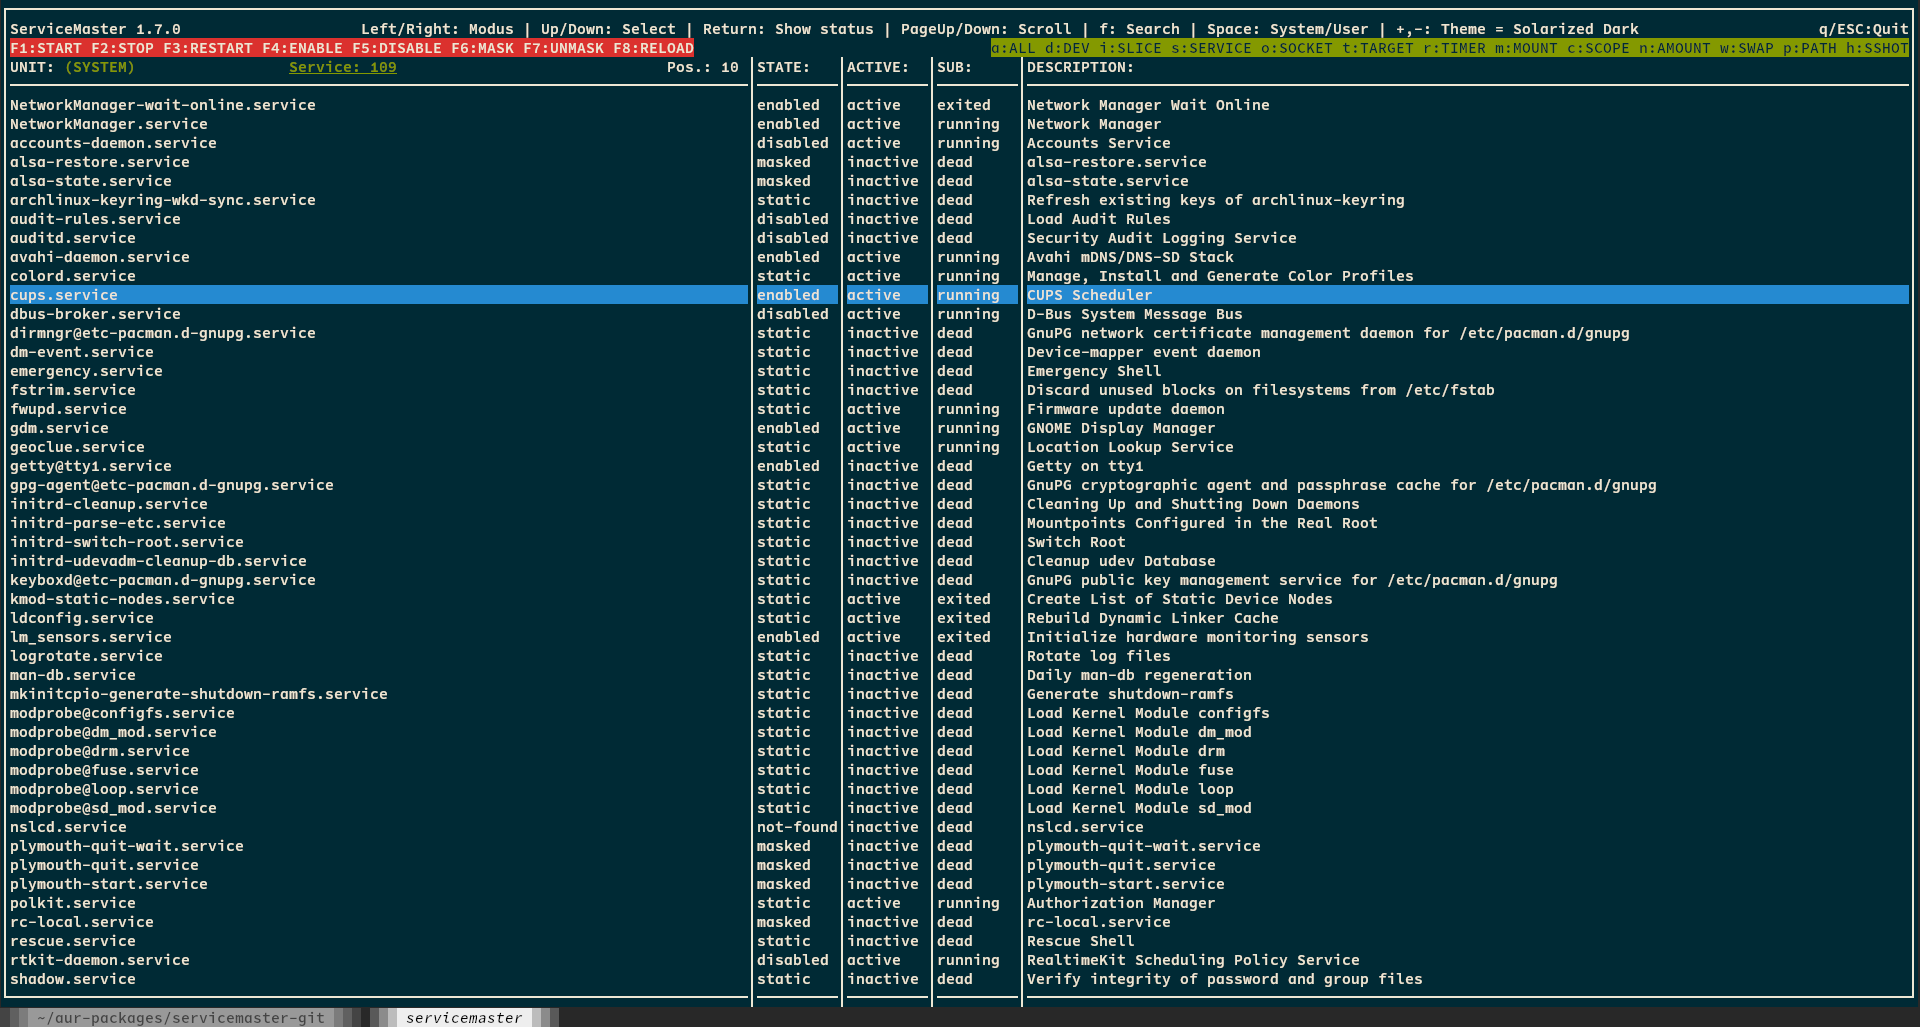 ServiceMaster 1.7.0 Left/Right: Modus | Up/Down: Select | Return: Show status | PageUp/Down: Scroll | f: Search | Space: System/User | +,-: Theme = Solarized Dark q/ESC:Quit
F1:START F2:STOP F3:RESTART F4:ENABLE F5:DISABLE F6:MASK F7:UNMASK F8:RELOAD a:ALL d:DEV i:SLICE s:SERVICE o:SOCKET t:TARGET r:TIMER m:MOUNT c:SCOPE n:AMOUNT w:SWAP p:PATH h:SSHOT
UNIT: (SYSTEM) Service: 109 Pos.: 10 STATE: ACTIVE: SUB: DESCRIPTION:
NetworkManager-wait-online.service enabled active exited Network Manager Wait Online
NetworkManager.service enabled active running Network Manager
accounts-daemon.service disabled active running Accounts Service
alsa-restore.service masked inactive dead alsa-restore.service
alsa-state.service masked inactive dead alsa-state.service
archlinux-keyring-wkd-sync.service static inactive dead Refresh existing keys of archlinux-keyring
audit-rules.service disabled inactive dead Load Audit Rules
auditd.service disabled inactive dead Security Audit Logging Service
avahi-daemon.service enabled active running Avahi mDNS/DNS-SD Stack
colord.service static active running Manage, Install and Generate Color Profiles
cups.service enabled active running CUPS Scheduler
dbus-broker.service disabled active running D-Bus System Message Bus
dirmngr@etc-pacman.d-gnupg.service static inactive dead GnuPG network certificate management daemon for /etc/pacman.d/gnupg
dm-event.service static inactive dead Device-mapper event daemon
emergency.service static inactive dead Emergency Shell
fstrim.service static inactive dead Discard unused blocks on filesystems from /etc/fstab
fwupd.service static active running Firmware update daemon
gdm.service enabled active running GNOME Display Manager
geoclue.service static active running Location Lookup Service
getty@tty1.service enabled inactive dead Getty on tty1
gpg-agent@etc-pacman.d-gnupg.service static inactive dead GnuPG cryptographic agent and passphrase cache for /etc/pacman.d/gnupg
initrd-cleanup.service static inactive dead Cleaning Up and Shutting Down Daemons
initrd-parse-etc.service static inactive dead Mountpoints Configured in the Real Root
initrd-switch-root.service static inactive dead Switch Root
initrd-udevadm-cleanup-db.service static inactive dead Cleanup udev Database
keyboxd@etc-pacman.d-gnupg.service static inactive dead GnuPG public key management service for /etc/pacman.d/gnupg
kmod-static-nodes.service static active exited Create List of Static Device Nodes
ldconfig.service static active exited Rebuild Dynamic Linker Cache
lm_sensors.service enabled active exited Initialize hardware monitoring sensors
logrotate.service static inactive dead Rotate log files
man-db.service static inactive dead Daily man-db regeneration
mkinitcpio-generate-shutdown-ramfs.service static inactive dead Generate shutdown-ramfs
modprobe@configfs.service static inactive dead Load Kernel Module configfs
modprobe@dm_mod.service static inactive dead Load Kernel Module dm_mod
modprobe@drm.service static inactive dead Load Kernel Module drm
modprobe@fuse.service static inactive dead Load Kernel Module fuse
modprobe@loop.service static inactive dead Load Kernel Module loop
modprobe@sd_mod.service static inactive dead Load Kernel Module sd_mod
nslcd.service not-found inactive dead nslcd.service
plymouth-quit-wait.service masked inactive dead plymouth-quit-wait.service
plymouth-quit.service masked inactive dead plymouth-quit.service
plymouth-start.service masked inactive dead plymouth-start.service
polkit.service static active running Authorization Manager
rc-local.service masked inactive dead rc-local.service
rescue.service static inactive dead Rescue Shell
rtkit-daemon.service disabled active running RealtimeKit Scheduling Policy Service
shadow.service static inactive dead Verify integrity of password and group files
~/aur-packages/servicemaster-git servicemaster